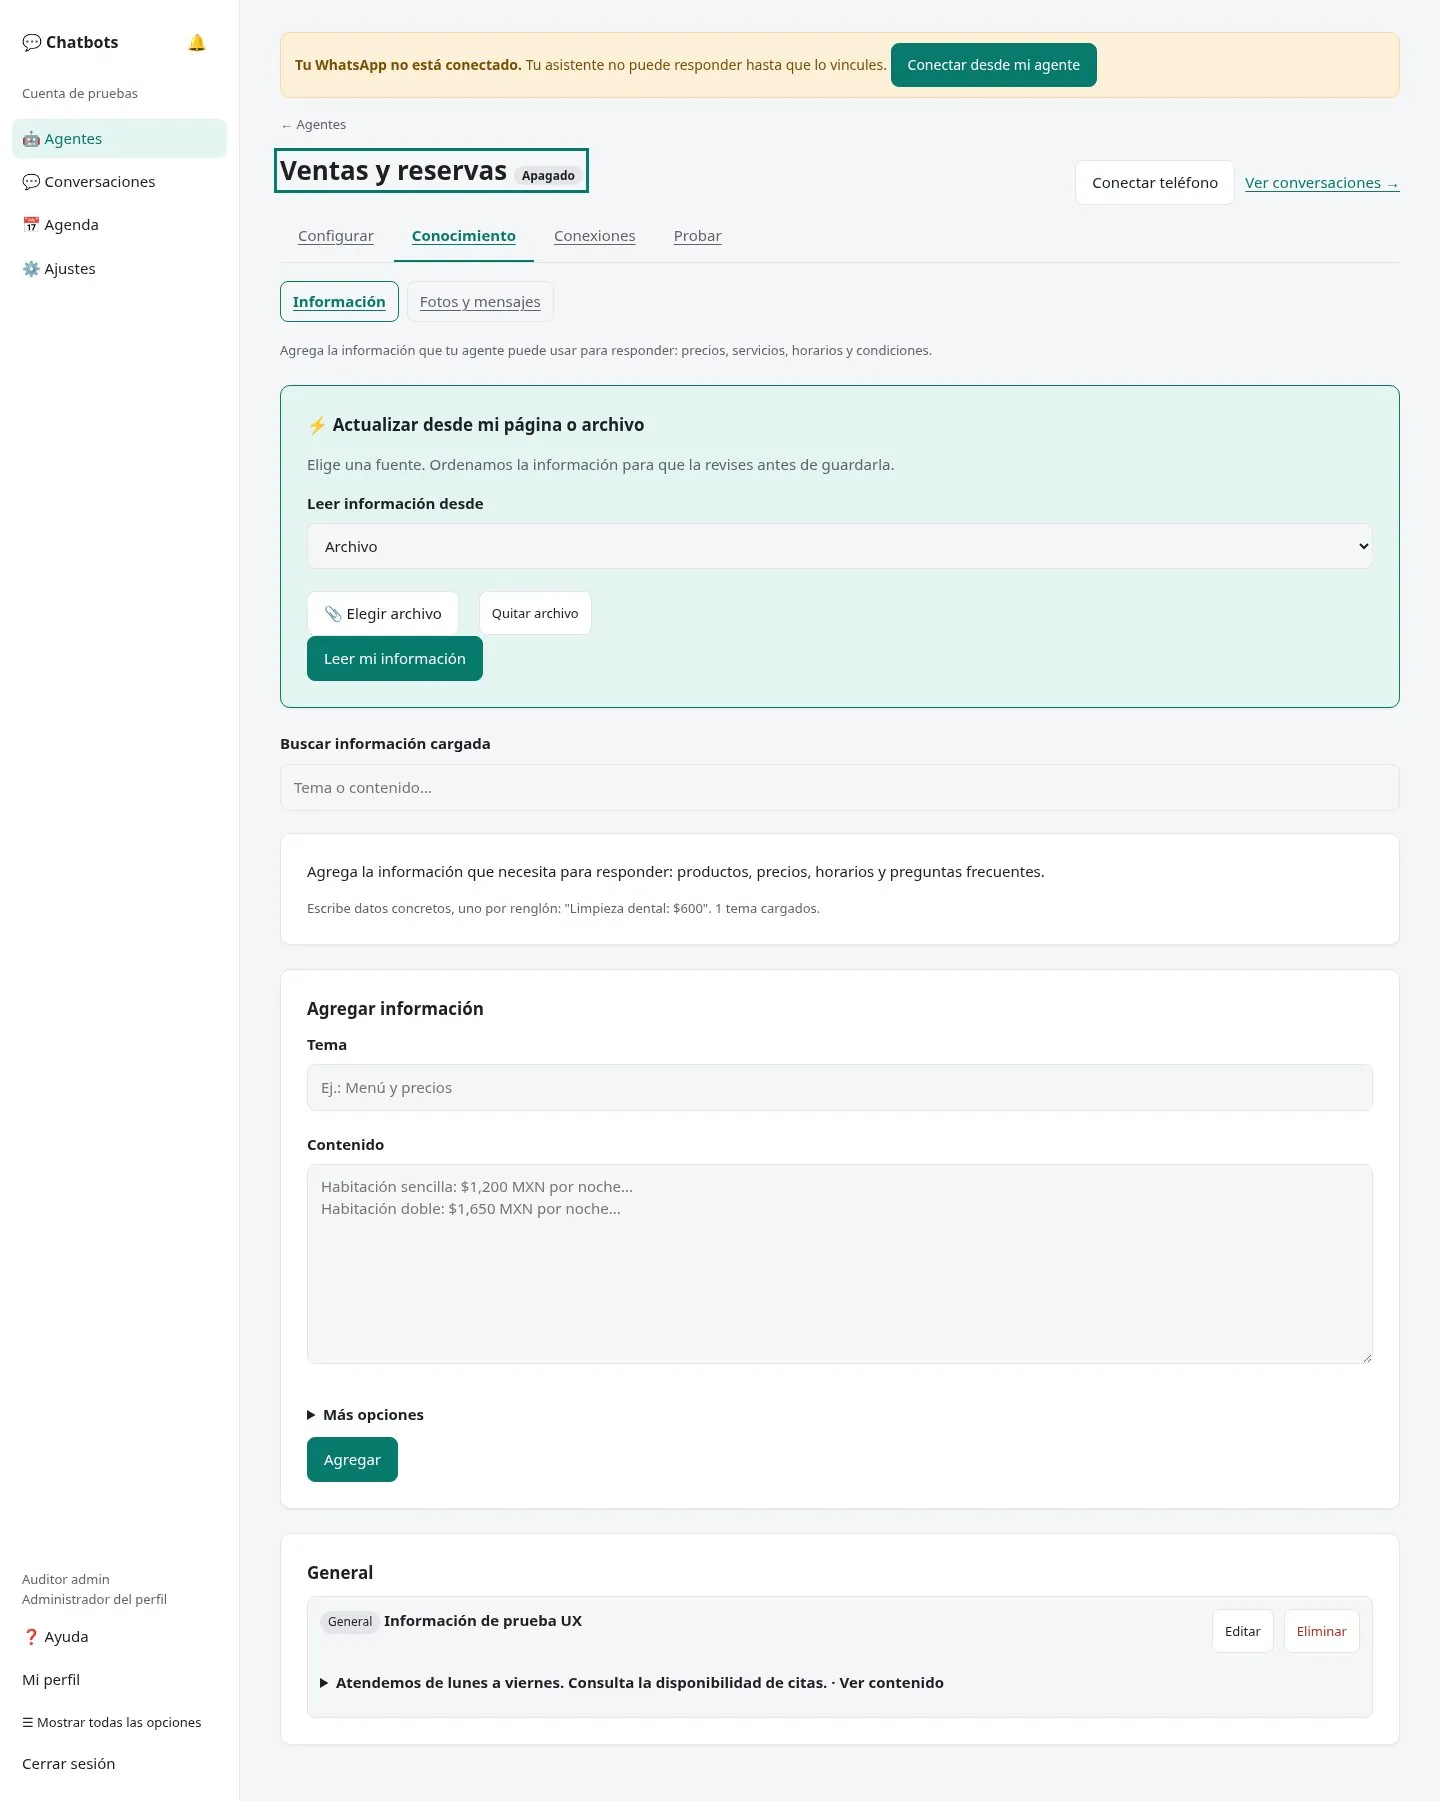 💬 Chatbots 🔔
Cuenta de pruebas
🤖 Agentes
💬 Conversaciones
📅 Agenda
⚙️ Ajustes
Auditor admin
Administrador del perfil
❓ Ayuda
Mi perfil
☰ Mostrar todas las opciones
Cerrar sesión
Tu WhatsApp no está conectado. Tu asistente no puede responder hasta que lo vincules. Conectar desde mi agente
← Agentes
Ventas y reservas Apagado
Conectar teléfono Ver conversaciones →
Configurar Conocimiento Conexiones Probar
Información Fotos y mensajes
Agrega la información que tu agente puede usar para responder: precios, servicios, horarios y condiciones.
⚡ Actualizar desde mi página o archivo
Elige una fuente. Ordenamos la información para que la revises antes de guardarla.
Leer información desde
Archivo
📎 Elegir archivo Quitar archivo
Leer mi información
Buscar información cargada
Tema o contenido...
Agrega la información que necesita para responder: productos, precios, horarios y preguntas frecuentes.
Escribe datos concretos, uno por renglón: "Limpieza dental: $600". 1 tema cargados.
Agregar información
Tema
Ej.: Menú y precios
Contenido
Habitación sencilla: $1,200 MXN por noche...
Habitación doble: $1,650 MXN por noche...
▶ Más opciones
Agregar
General
General Información de prueba UX Editar Eliminar
▶ Atendemos de lunes a viernes. Consulta la disponibilidad de citas. · Ver contenido